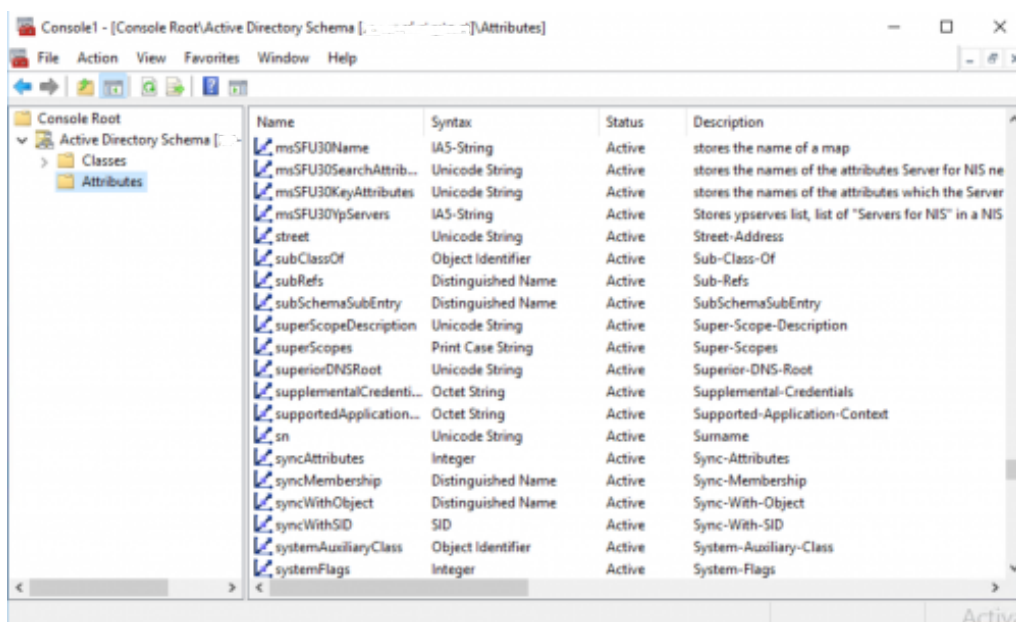 Console1 - [Console Root\Active Directory Schema [ ]\Attributes]
File Action View Favorites Window Help
Console Root
Active Directory Schema [
Classes
Attributes
Name Syntax Status Description
msSFU30Name IA5-String Active stores the name of a map
msSFU30SearchAttrib... Unicode String Active stores the names of the attributes Server for NIS ne
msSFU30KeyAttributes Unicode String Active stores the names of the attributes which the Server
msSFU30YpServers IA5-String Active Stores ypserves list, list of "Servers for NIS" in a NIS
street Unicode String Active Street-Address
subClassOf Object Identifier Active Sub-Class-Of
subRefs Distinguished Name Active Sub-Refs
subSchemaSubEntry Distinguished Name Active SubSchemaSubEntry
superScopeDescription Unicode String Active Super-Scope-Description
superScopes Print Case String Active Super-Scopes
superiorDNSRoot Unicode String Active Superior-DNS-Root
supplementalCredenti... Octet String Active Supplemental-Credentials
supportedApplication... Octet String Active Supported-Application-Context
sn Unicode String Active Surname
syncAttributes Integer Active Sync-Attributes
syncMembership Distinguished Name Active Sync-Membership
syncWithObject Distinguished Name Active Sync-With-Object
syncWithSID SID Active Sync-With-SID
systemAuxiliaryClass Object Identifier Active System-Auxiliary-Class
systemFlags Integer Active System-Flags
Activa